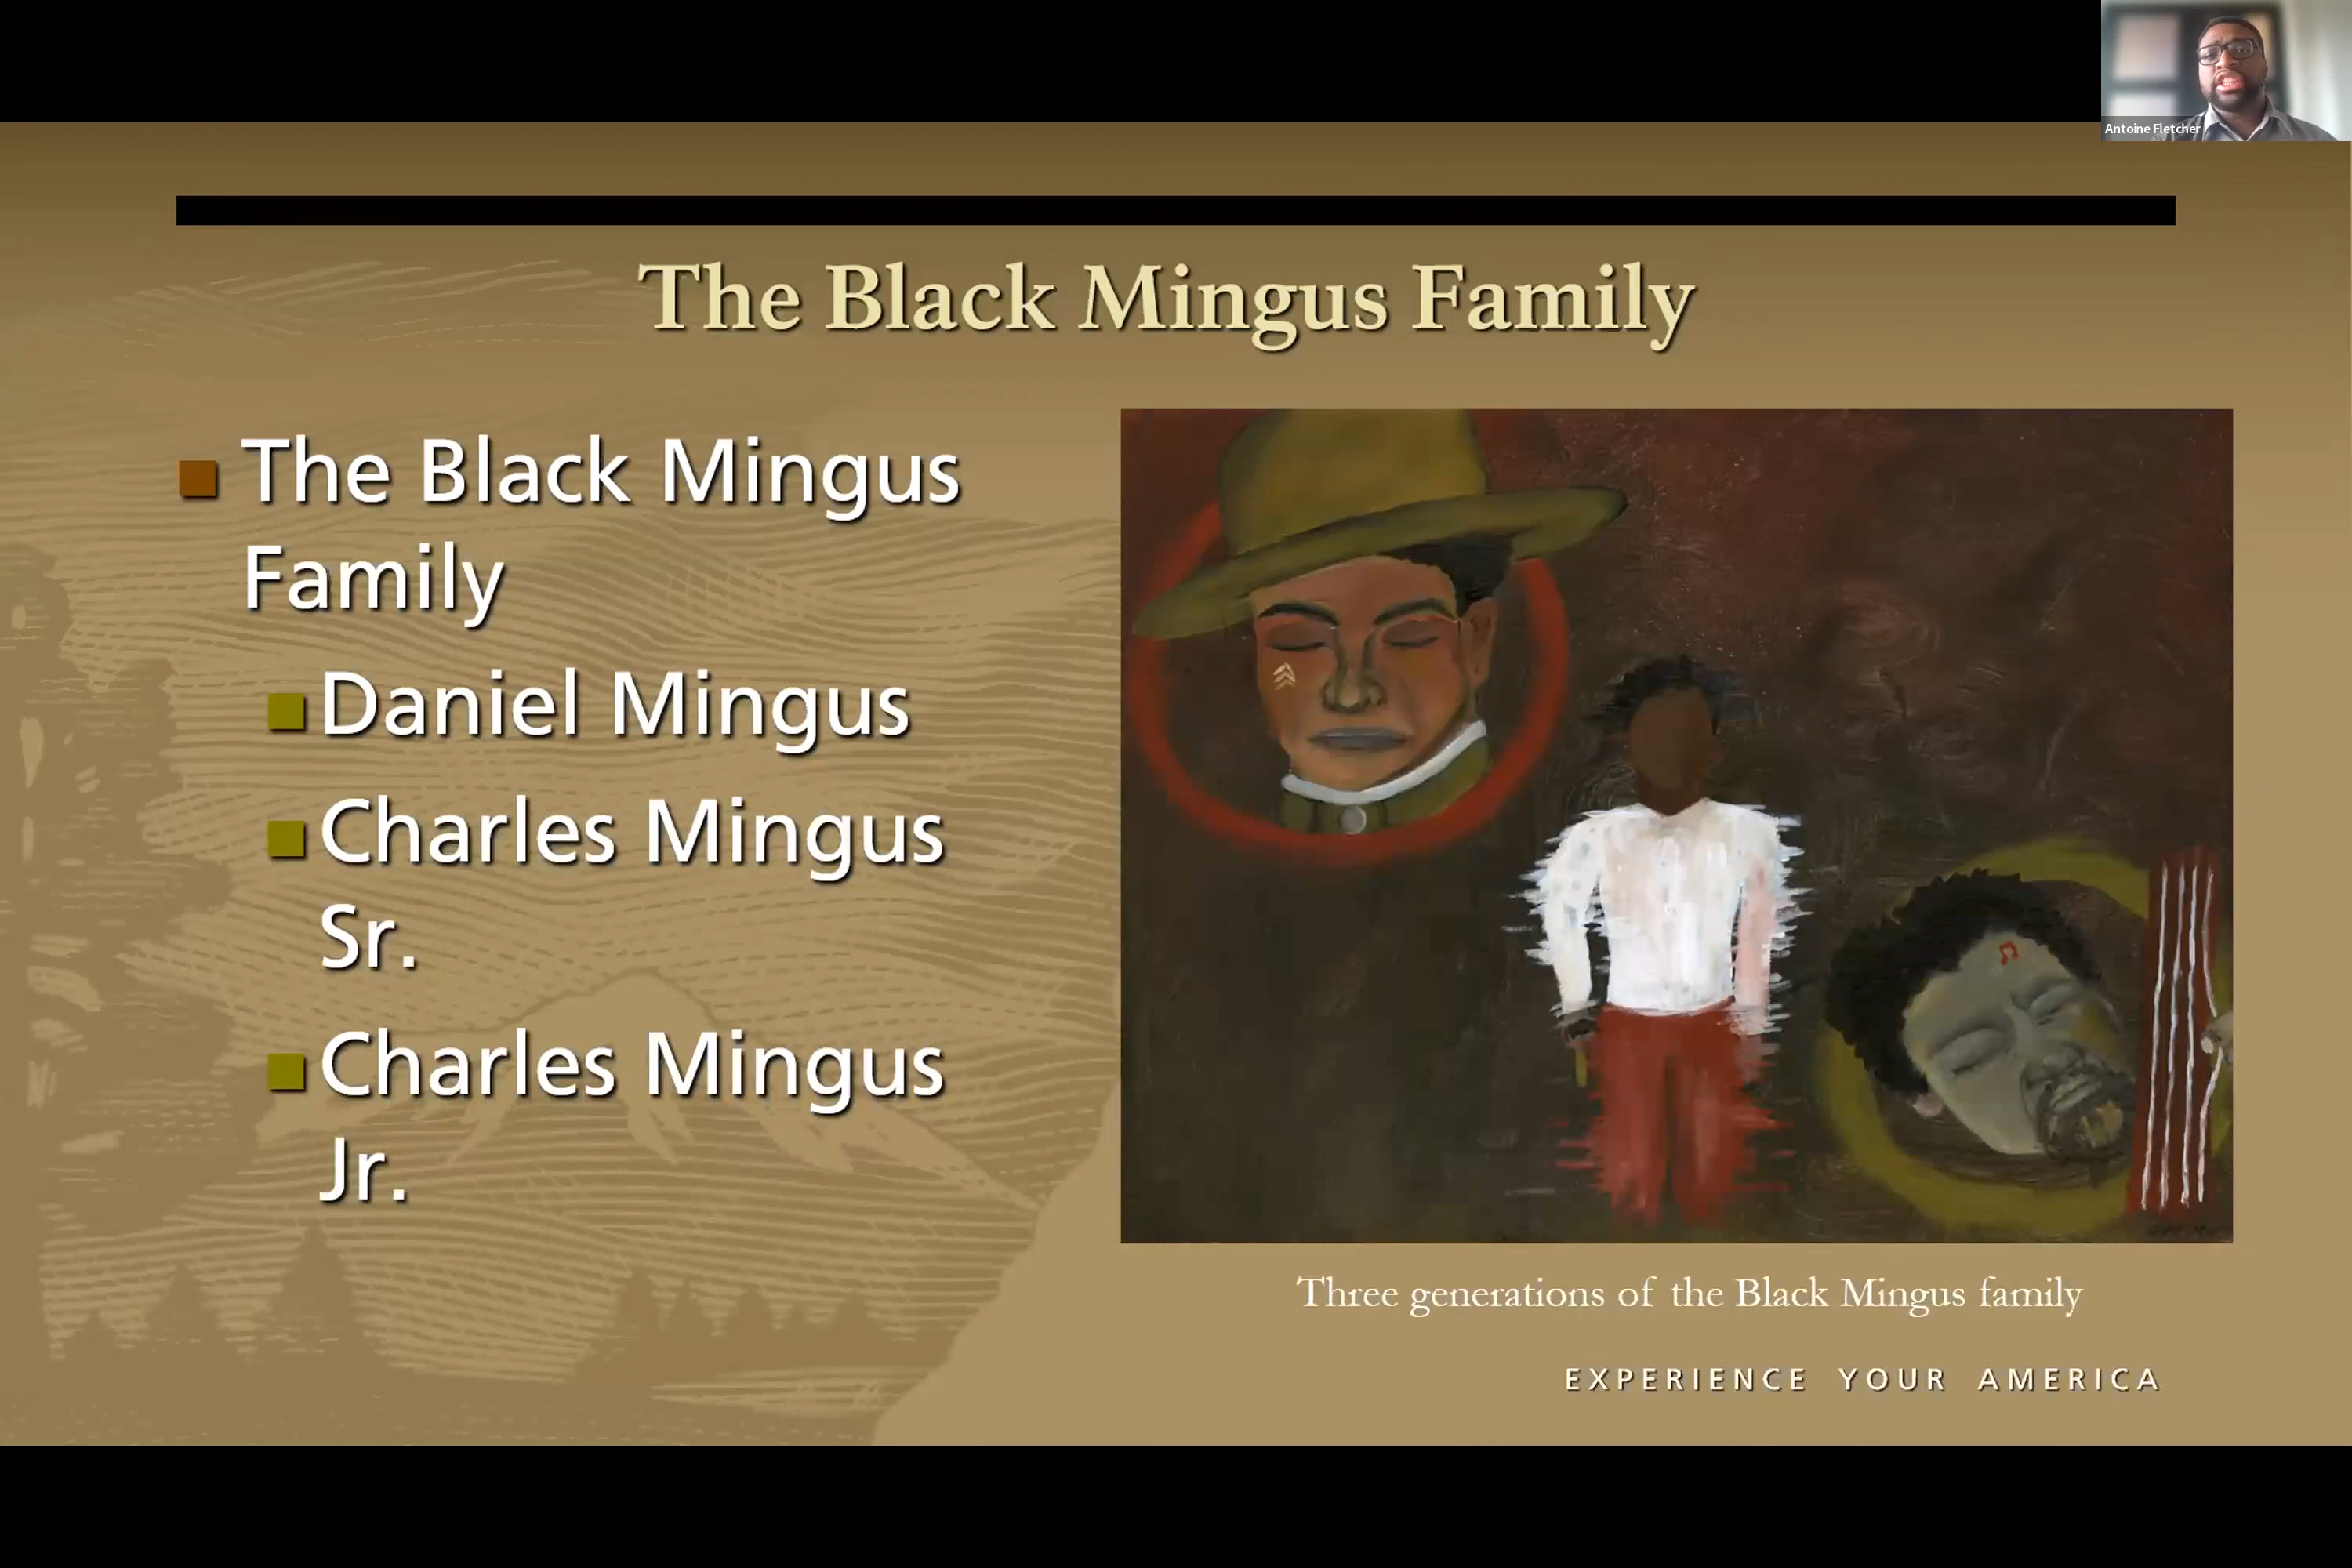 Antoine Fletcher
The Black Mingus Family
The Black Mingus
Family
Daniel Mingus
Charles Mingus
Sr.
Charles Mingus
Jr.
Three generations of the Black Mingus family
EXPERIENCE YOUR AMERICA